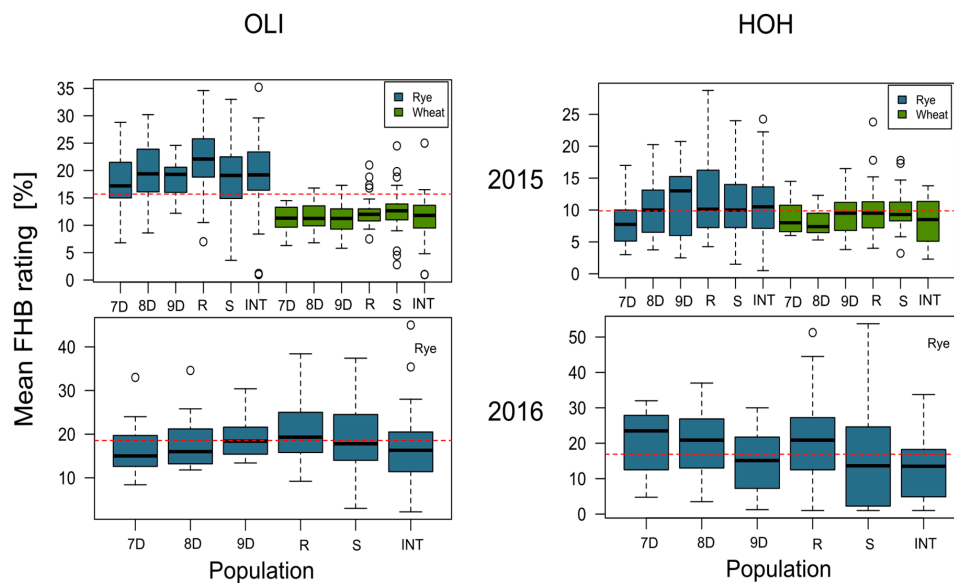 OLI
HOH
Mean FHB rating [%]
35
30
25
20
15
10
5
0
Rye
Wheat
7D 8D 9D R S INT 7D 8D 9D R S INT
2015
25
20
15
10
5
0
Rye
Wheat
7D 8D 9D R S INT 7D 8D 9D R S INT
40
30
20
10
Rye
7D 8D 9D R S INT
Population
2016
50
40
30
20
10
0
Rye
7D 8D 9D R S INT
Population